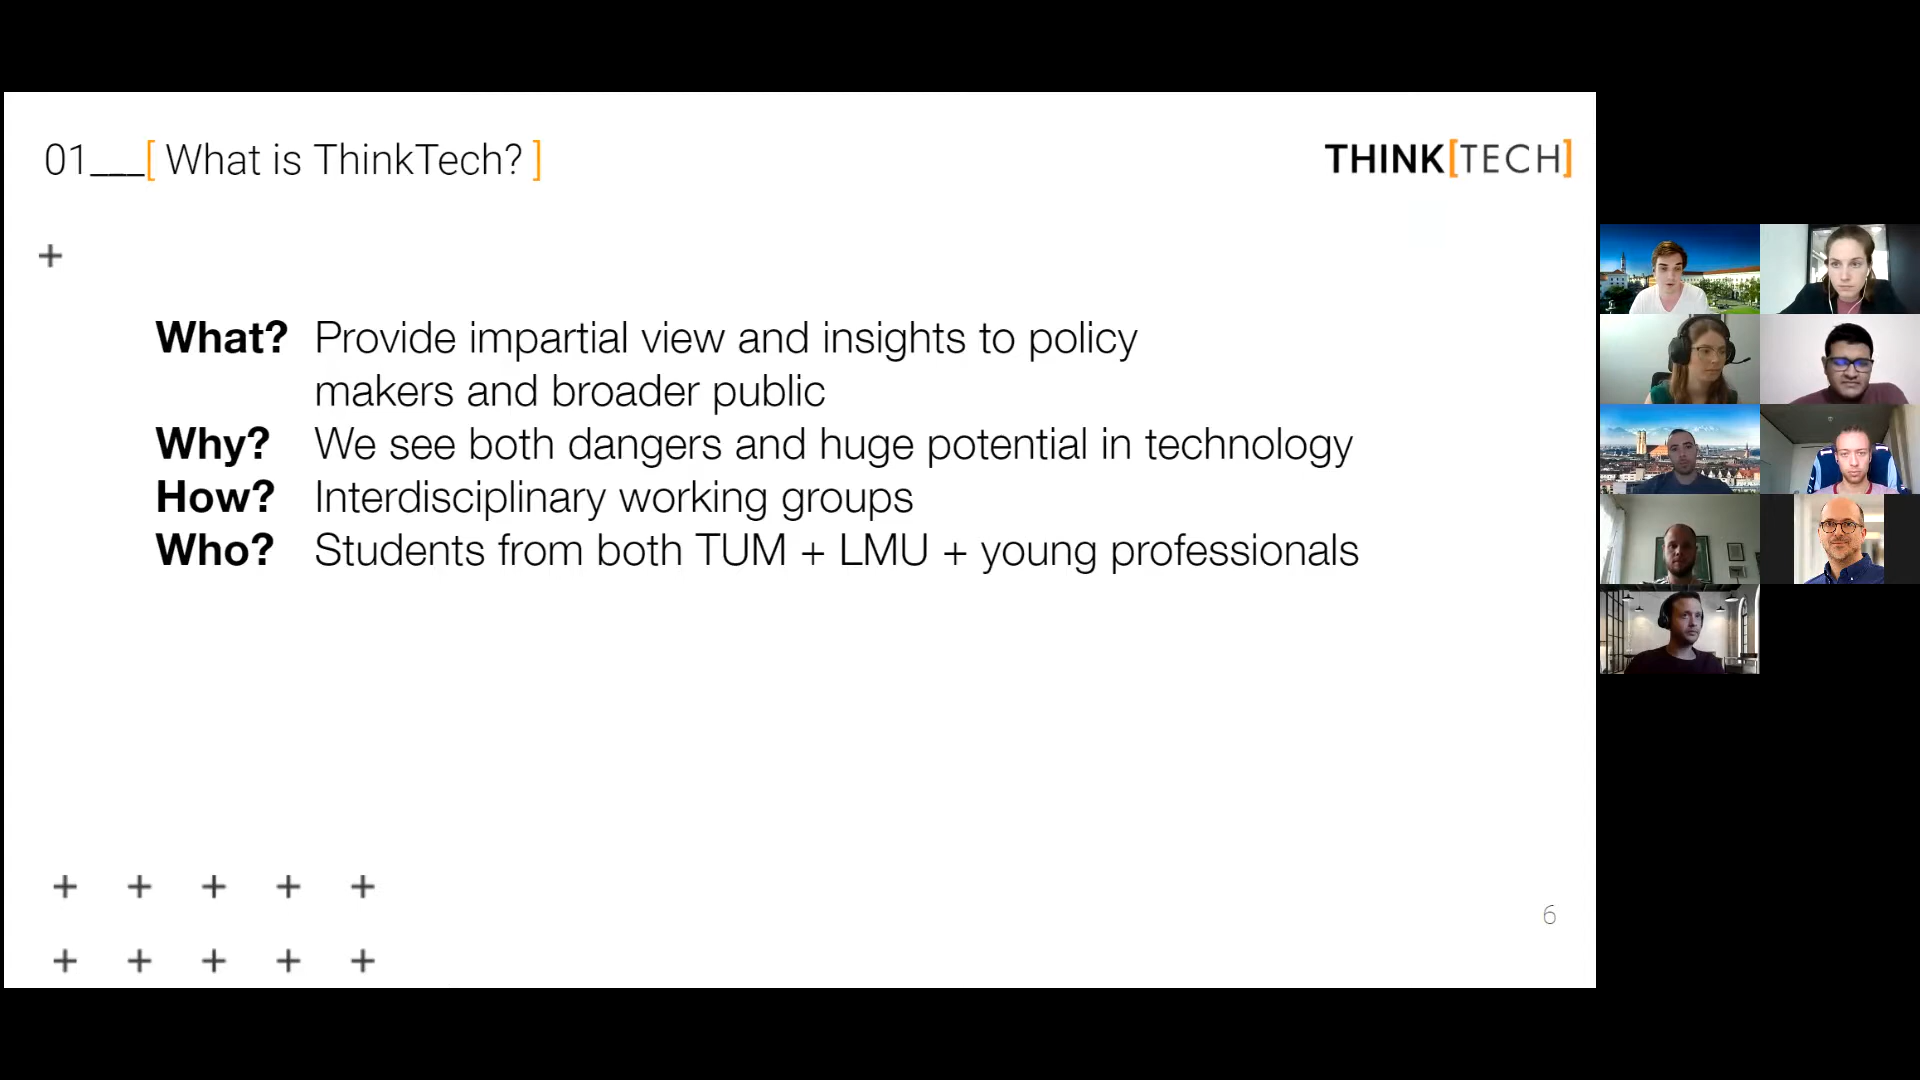 01___[ What is ThinkTech? ]
THINK[TECH]
+
What? Provide impartial view and insights to policy
makers and broader public
Why? We see both dangers and huge potential in technology
How? Interdisciplinary working groups
Who? Students from both TUM + LMU + young professionals
+ + + + +
6
+ + + + +